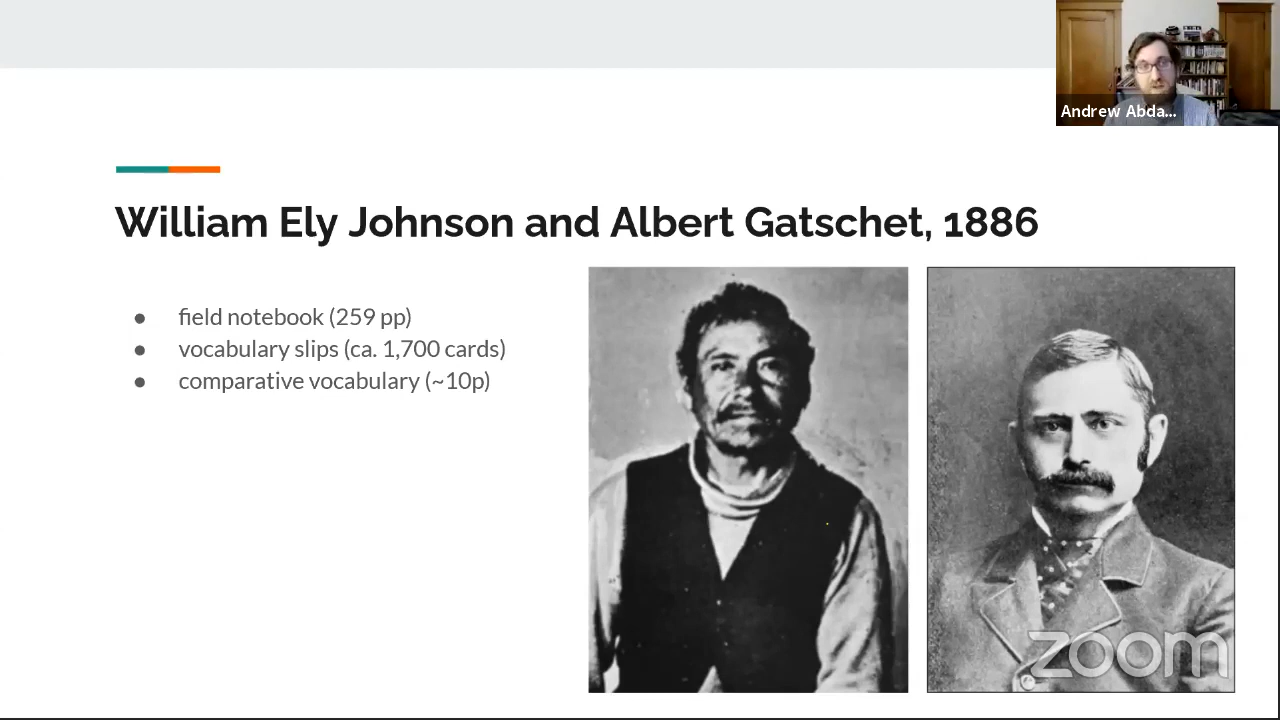 Andrew Abda...
William Ely Johnson and Albert Gatschet, 1886
● field notebook (259 pp)
● vocabulary slips (ca. 1,700 cards)
● comparative vocabulary (~10p)
zoom